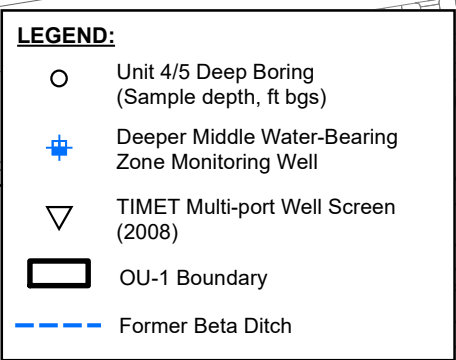 LEGEND:
Unit 4/5 Deep Boring
(Sample depth, ft bgs)
Deeper Middle Water-Bearing
Zone Monitoring Well
TIMET Multi-port Well Screen
(2008)
OU-1 Boundary
Former Beta Ditch